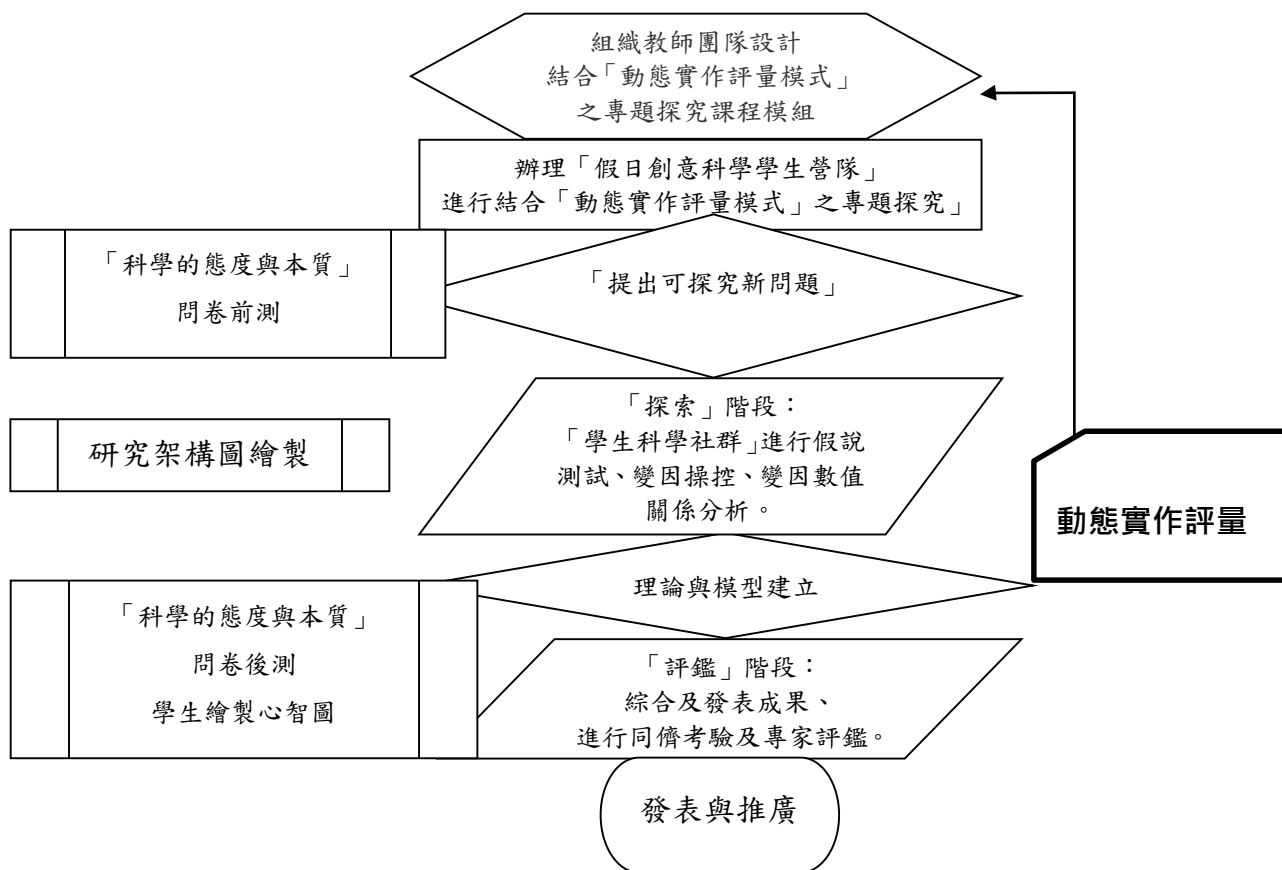 組織教師團隊設計
結合「動態實作評量模式」
之專題探究課程模組
辦理「假日創意科學學生營隊」
進行結合「動態實作評量模式」之專題探究」
「科學的態度與本質」
問卷前測
「提出可探究新問題」
「探索」階段：
「學生科學社群」進行假說
測試、變因操控、變因數值
關係分析。
研究架構圖繪製
動態實作評量
理論與模型建立
「科學的態度與本質」
問卷後測
學生繪製心智圖
「評鑑」階段：
綜合及發表成果、
進行同儕考驗及專家評鑑。
發表與推廣